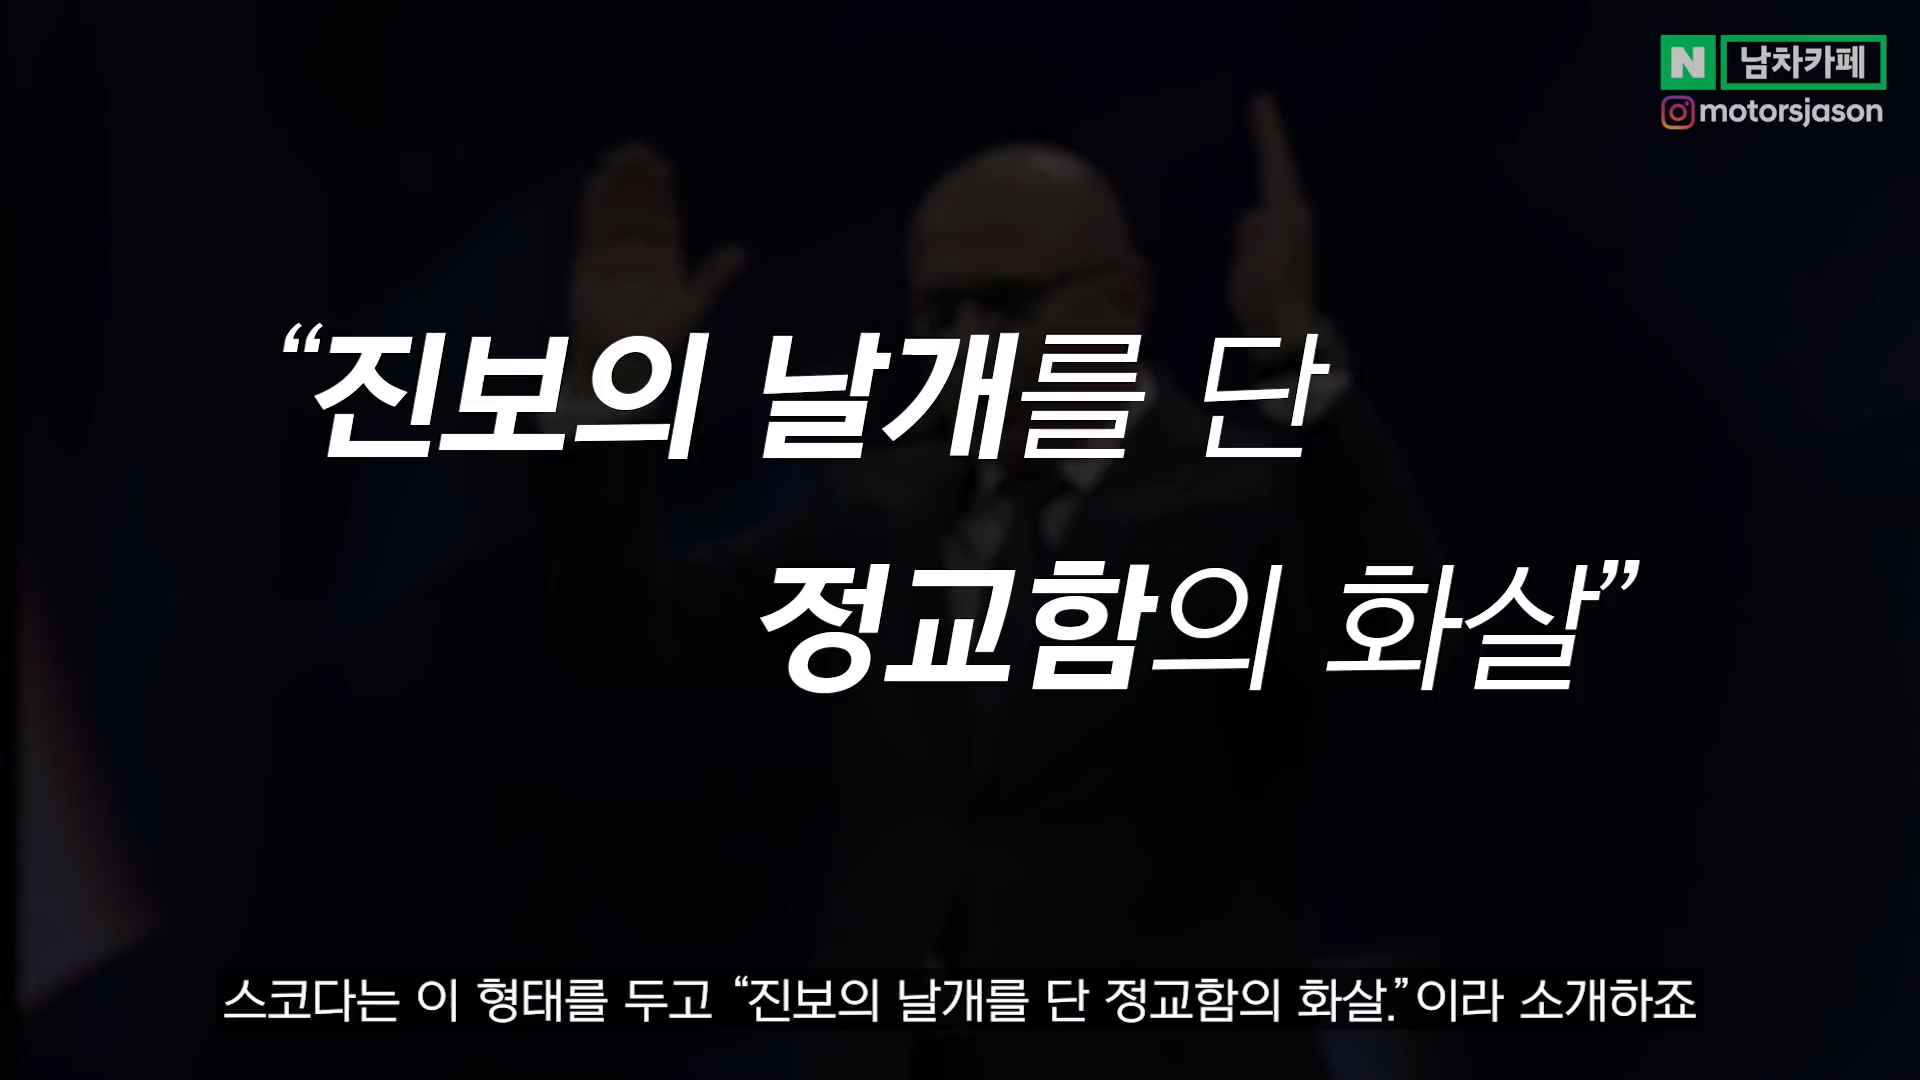 N 남차카페
motorsjason
“진보의 날개를 단
정교함의 화살”
스코다는 이 형태를 두고 “진보의 날개를 단 정교함의 화살.”이라 소개하죠